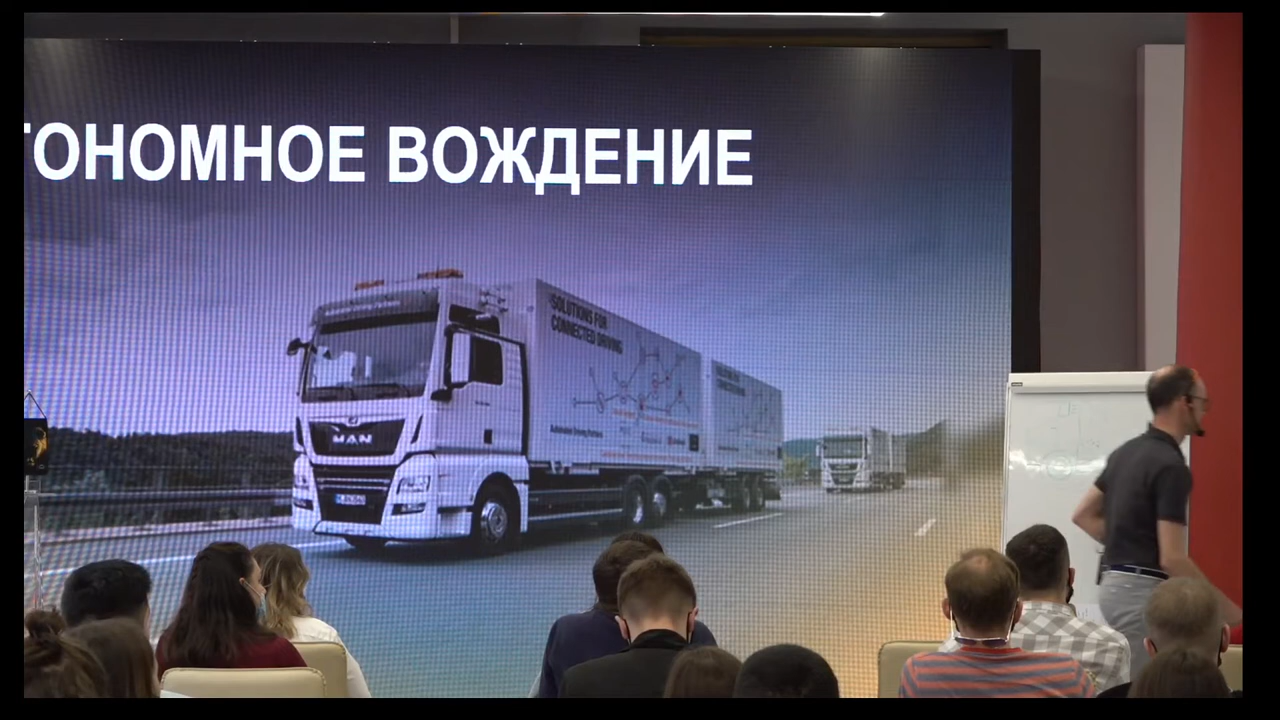 ТОНОМНОЕ ВОЖДЕНИЕ
SOLUTIONS FOR
CONNECTED DRIVING
MAN